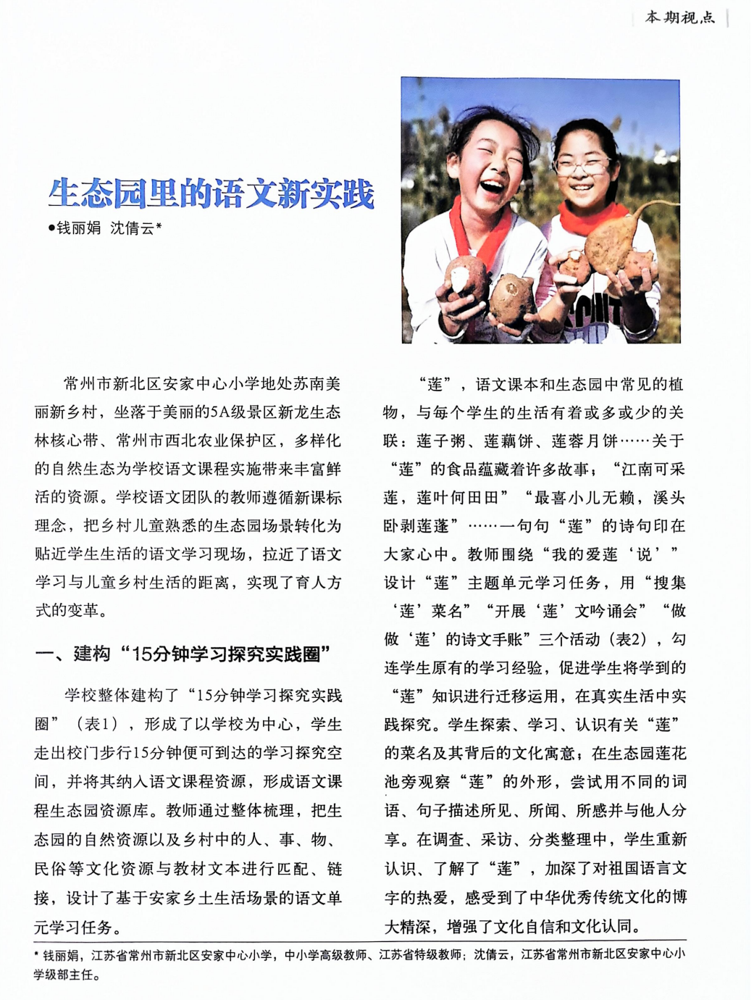 本期视点
生态园里的语文新实践
●钱丽娟 沈倩云*
常州市新北区安家中心小学地处苏南美
丽新乡村，坐落于美丽的5A级景区新龙生态
林核心带、常州市西北农业保护区，多样化
的自然生态为学校语文课程实施带来丰富鲜
活的资源。学校语文团队的教师遵循新课标
理念，把乡村儿童熟悉的生态园场景转化为
贴近学生生活的语文学习现场，拉近了语文
学习与儿童乡村生活的距离，实现了育人方
式的变革。
一、建构“15分钟学习探究实践圈”
学校整体建构了“15分钟学习探究实践
圈”（表1），形成了以学校为中心，学生
走出校门步行15分钟便可到达的学习探究空
间，并将其纳入语文课程资源，形成语文课
程生态园资源库。教师通过整体梳理，把生
态园的自然资源以及乡村中的人、事、物、
民俗等文化资源与教材文本进行匹配、链
接，设计了基于安家乡土生活场景的语文单
元学习任务。
“莲”，语文课本和生态园中常见的植
物，与每个学生的生活有着或多或少的关
联：莲子粥、莲藕饼、莲蓉月饼……关于
“莲”的食品蕴藏着许多故事；“江南可采
莲，莲叶何田田”“最喜小儿无赖，溪头
卧剥莲蓬”……一句句“莲”的诗句印在
大家心中。教师围绕“我的爱莲‘说’”
设计“莲”主题单元学习任务，用“搜集
‘莲’菜名”“开展‘莲’文吟诵会”“做
做‘莲’的诗文手账”三个活动（表2），勾
连学生原有的学习经验，促进学生将学到的
“莲”知识进行迁移运用，在真实生活中实
践探究。学生探索、学习、认识有关“莲”
的菜名及其背后的文化寓意；在生态园莲花
池旁观察“莲”的外形，尝试用不同的词
语、句子描述所见、所闻、所感并与他人分
享。在调查、采访、分类整理中，学生重新
认识、了解了“莲”，加深了对祖国语言文
字的热爱，感受到了中华优秀传统文化的博
大精深，增强了文化自信和文化认同。
* 钱丽娟，江苏省常州市新北区安家中心小学，中小学高级教师、江苏省特级教师；沈倩云，江苏省常州市新北区安家中心小
学级部主任。